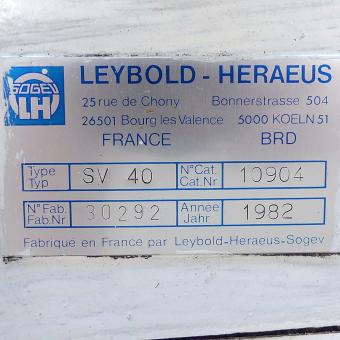 SOGEV
LH
LEYBOLD - HERAEUS
25 rue de Chony Bonnerstrasse 504
26501 Bourg les Valence 5000 KOELN 51
FRANCE BRD
Type Typ SV 40 N° Cat. Cat.Nr 10904
N° Fab. Fab.Nr 30292 Annee Jahr 1982
Fabriqué en France par Leybold-Heraeus-Sogev